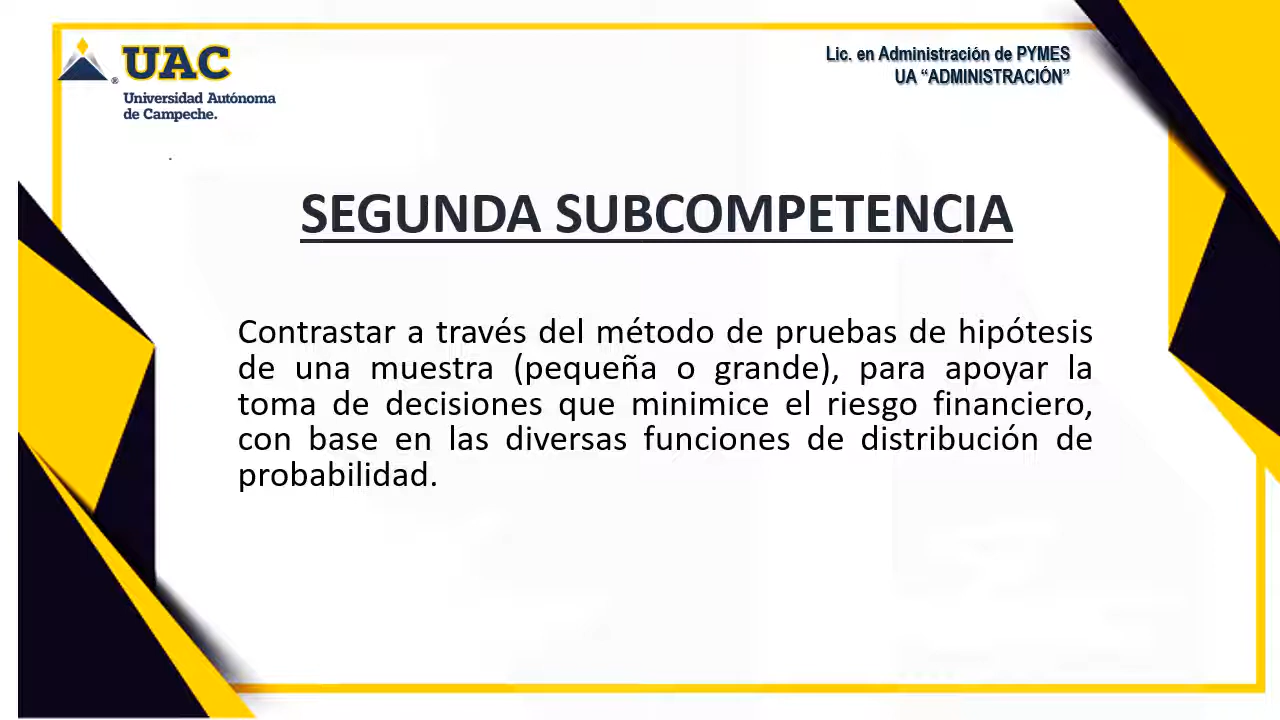 UAC
®
Universidad Autónoma
de Campeche.
Lic. en Administración de PYMES
UA “ADMINISTRACIÓN”
.
SEGUNDA SUBCOMPETENCIA
Contrastar a través del método de pruebas de hipótesis
de una muestra (pequeña o grande), para apoyar la
toma de decisiones que minimice el riesgo financiero,
con base en las diversas funciones de distribución de
probabilidad.